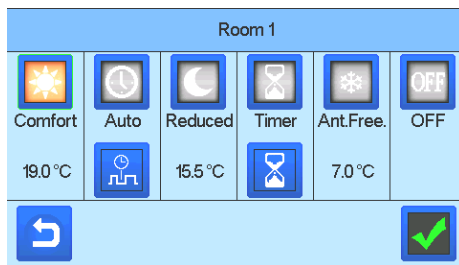 Room 1
OFF
Comfort Auto Reduced Timer Ant.Free. OFF
19.0 °C 15.5 °C 7.0 °C